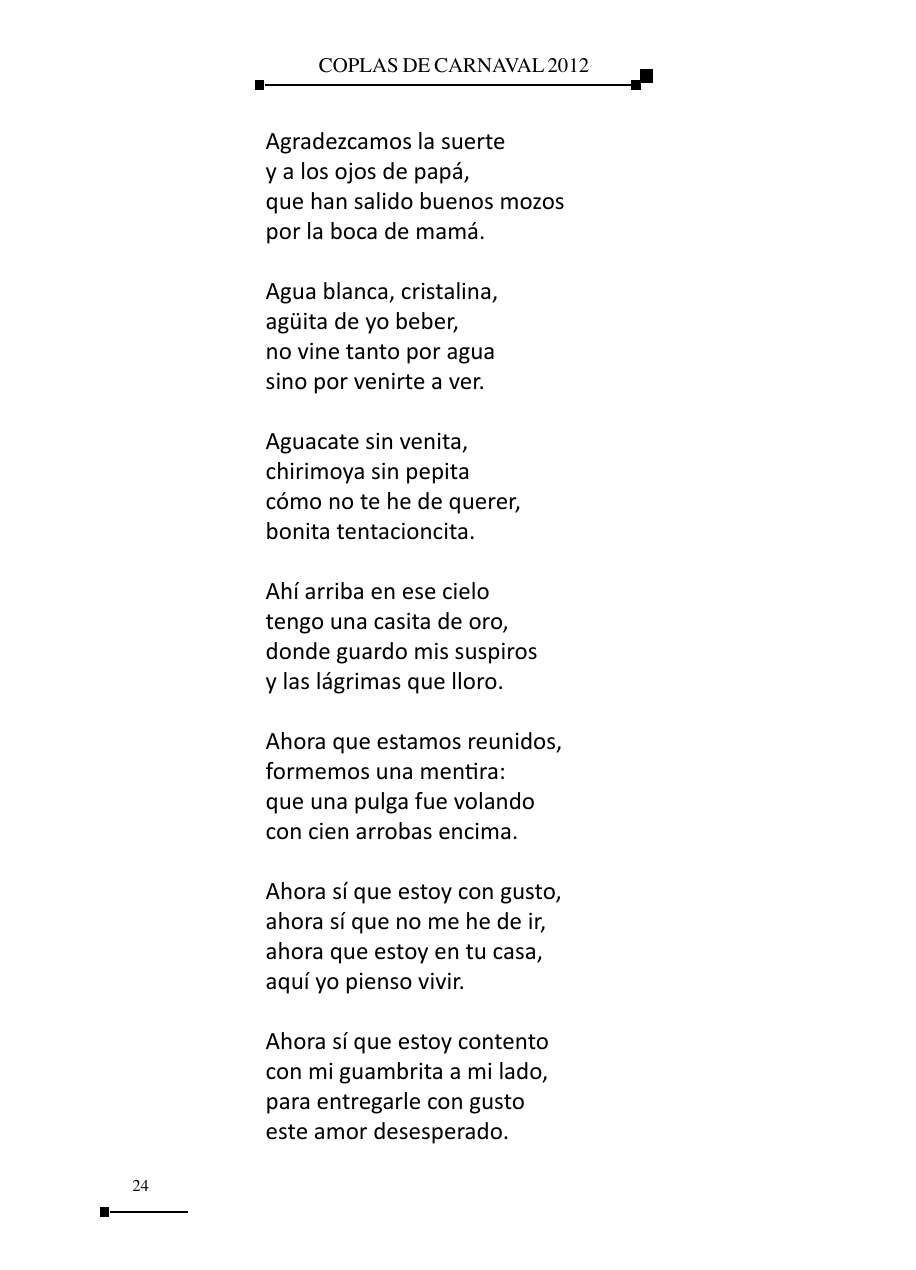 COPLAS DE CARNAVAL 2012
Agradezcamos la suerte
y a los ojos de papá,
que han salido buenos mozos
por la boca de mamá.
Agua blanca, cristalina,
agüita de yo beber,
no vine tanto por agua
sino por venirte a ver.
Aguacate sin venita,
chirimoya sin pepita
cómo no te he de querer,
bonita tentacioncita.
Ahí arriba en ese cielo
tengo una casita de oro,
donde guardo mis suspiros
y las lágrimas que lloro.
Ahora que estamos reunidos,
formemos una mentira:
que una pulga fue volando
con cien arrobas encima.
Ahora sí que estoy con gusto,
ahora sí que no me he de ir,
ahora que estoy en tu casa,
aquí yo pienso vivir.
Ahora sí que estoy contento
con mi guambrita a mi lado,
para entregarle con gusto
este amor desesperado.
24